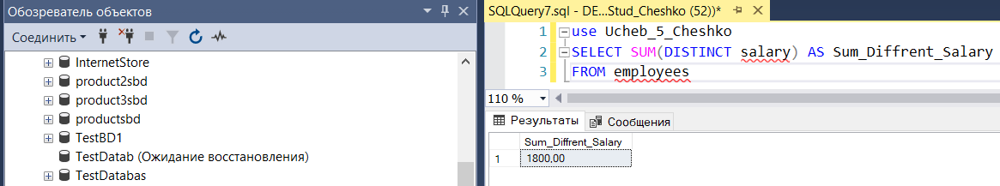 Обозреватель объектов
Соединить
InternetStore
product2sbd
product3sbd
productsbd
TestBD1
TestDatab (Ожидание восстановления)
TestDatabas
SQLQuery7.sql - DE...Stud_Cheshko (52))*
1 use Ucheb_5_Cheshko
2 SELECT SUM(DISTINCT salary) AS Sum_Diffrent_Salary
3 FROM employees
110 %
Результаты Сообщения
Sum_Diffrent_Salary
1 1800,00